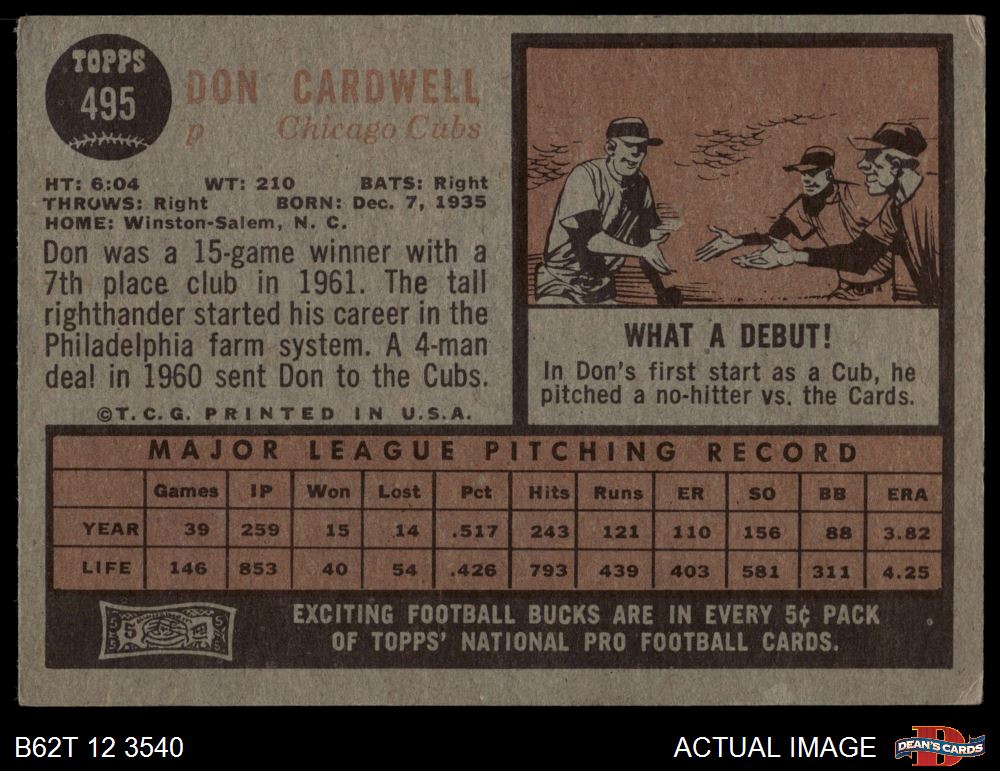 TOPPS
495
DON CARDWELL
p Chicago Cubs
HT: 6:04 WT: 210 BATS: Right
THROWS: Right BORN: Dec. 7, 1935
HOME: Winston-Salem, N. C.
Don was a 15-game winner with a
7th place club in 1961. The tall
righthander started his career in the
Philadelphia farm system. A 4-man
deal in 1960 sent Don to the Cubs.
©T.C.G. PRINTED IN U.S.A.
WHAT A DEBUT!
In Don's first start as a Cub, he
pitched a no-hitter vs. the Cards.
MAJOR LEAGUE PITCHING RECORD
Games IP Won Lost Pct Hits Runs ER SO BB ERA
YEAR 39 259 15 14 .517 243 121 110 156 88 3.82
LIFE 146 853 40 54 .426 793 439 403 581 311 4.25
5
EXCITING FOOTBALL BUCKS ARE IN EVERY 5¢ PACK
OF TOPPS' NATIONAL PRO FOOTBALL CARDS.
B62T 12 3540
ACTUAL IMAGE
DEAN'S CARDS